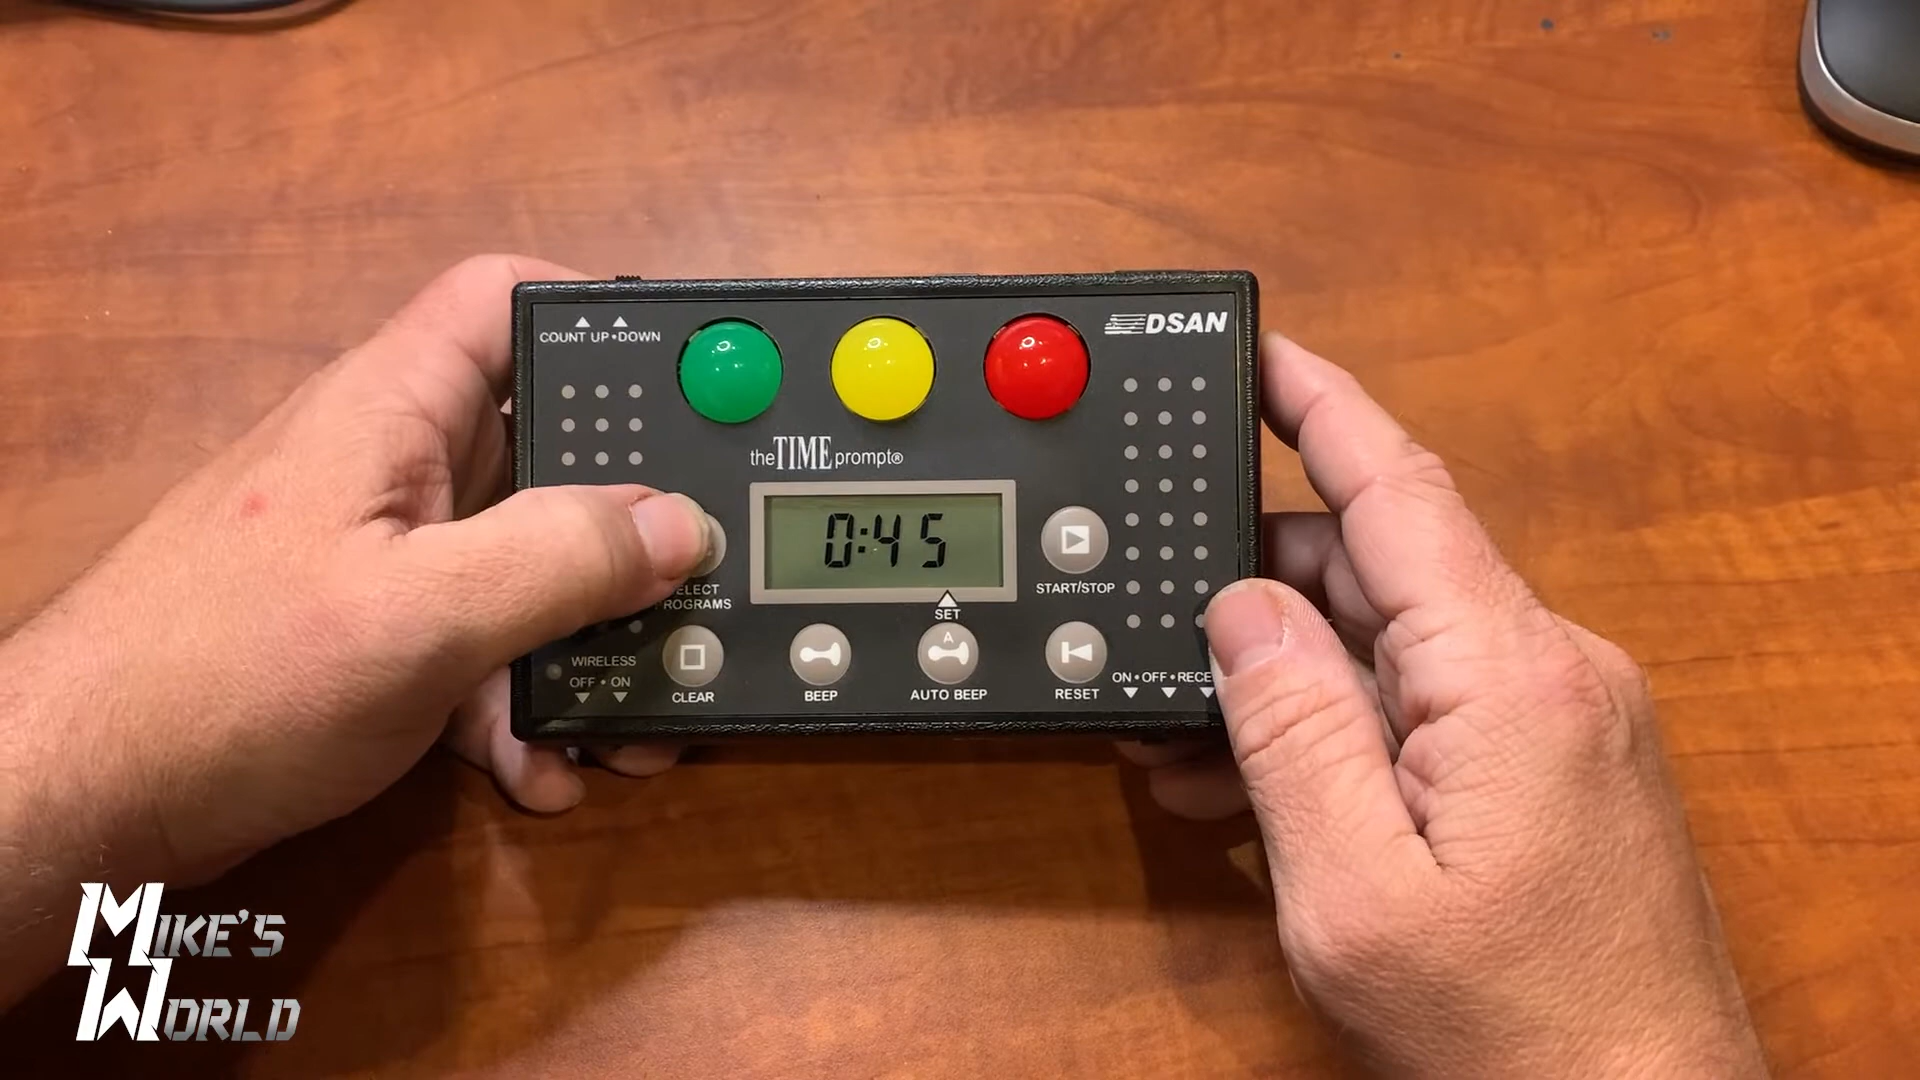 COUNT UP•DOWN
DSAN
theTIMEprompt®
0:45
PROGRAMS
START/STOP
SET
A
WIRELESS
OFF • ON
CLEAR
BEEP
AUTO BEEP
RESET
ON • OFF •
MIKE'S
WORLD